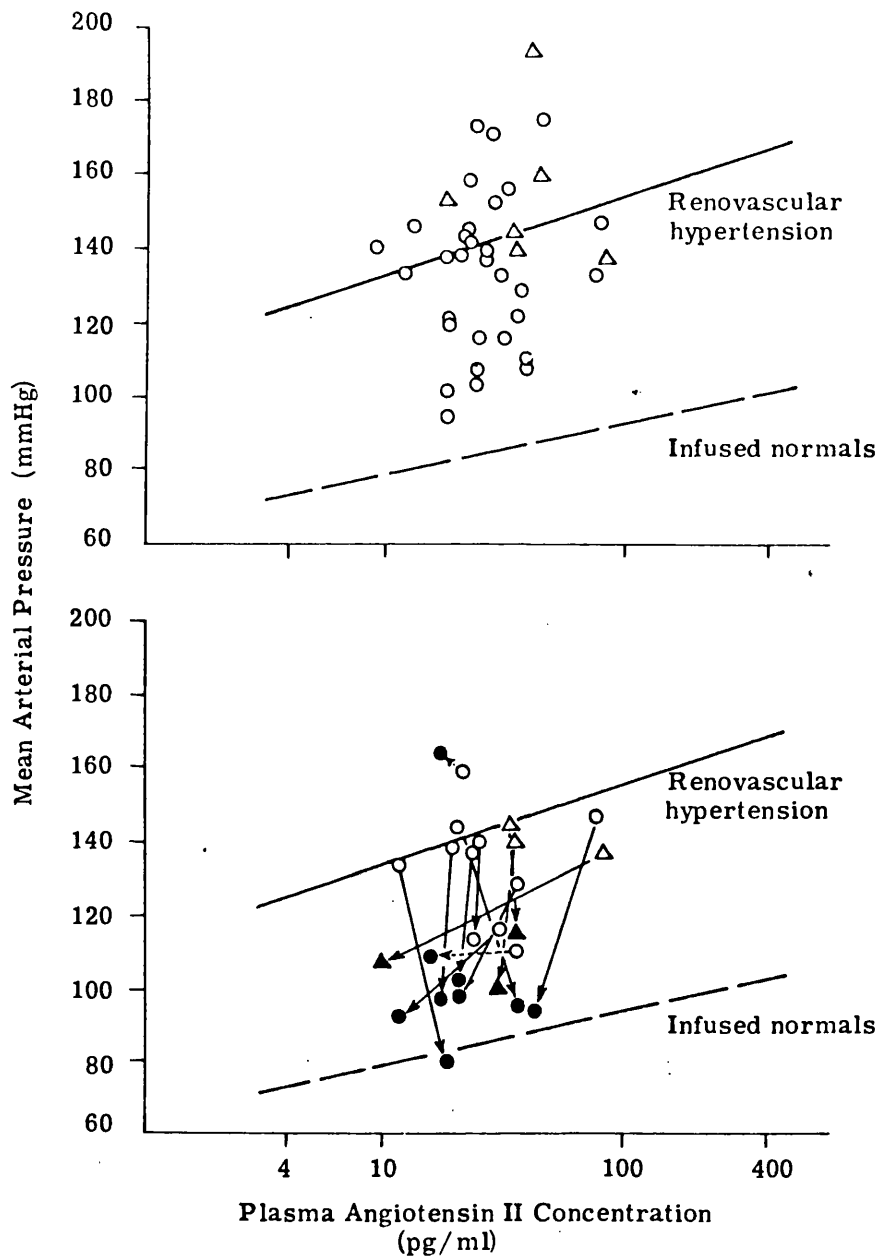 200
180
160
140
120
100
80
60
Renovascular
hypertension
Infused normals
Mean Arterial Pressure (mmHg)
200
180
160
140
120
100
80
60
Renovascular
hypertension
Infused normals
4 10 100 400
Plasma Angiotensin II Concentration
(pg/ml)